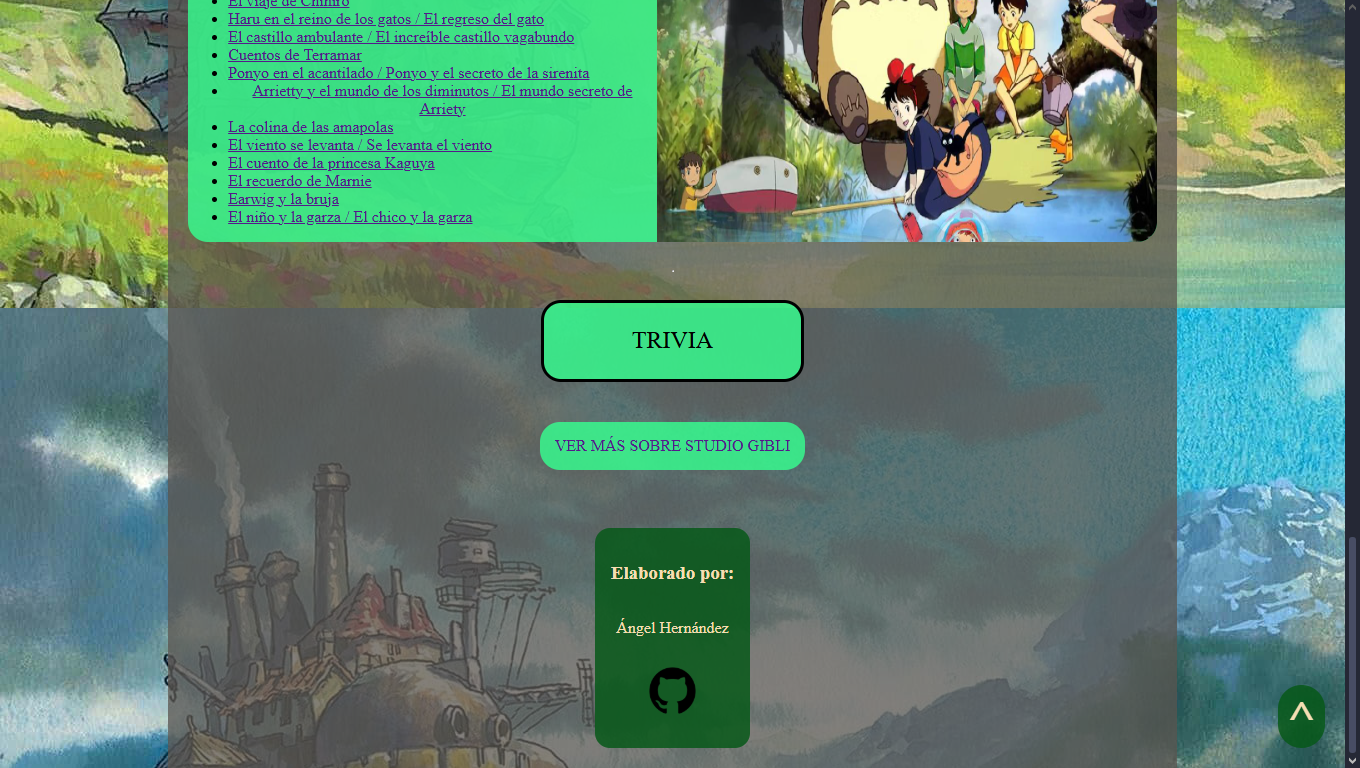 El viaje de Chihiro
Haru en el reino de los gatos / El regreso del gato
El castillo ambulante / El increíble castillo vagabundo
Cuentos de Terramar
Ponyo en el acantilado / Ponyo y el secreto de la sirenita
Arrietty y el mundo de los diminutos / El mundo secreto de
Arriety
La colina de las amapolas
El viento se levanta / Se levanta el viento
El cuento de la princesa Kaguya
El recuerdo de Marnie
Earwig y la bruja
El niño y la garza / El chico y la garza
.
TRIVIA
VER MÁS SOBRE STUDIO GIBLI
Elaborado por:
Ángel Hernández
^